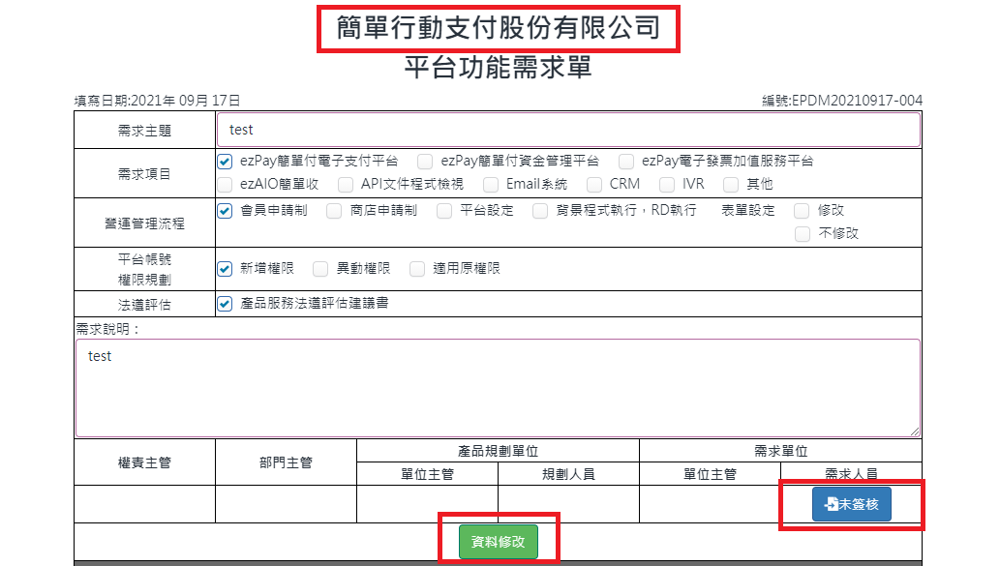 簡單行動支付股份有限公司
平台功能需求單
填寫日期:2021年 09月 17日 編號:EPDM20210917-004
需求主題 test
需求項目 ezPay簡單付電子支付平台 ezPay簡單付資金管理平台 ezPay電子發票加值服務平台
ezAIO簡單收 API文件程式檢視 Email系統 CRM IVR 其他
營運管理流程 會員申請制 商店申請制 平台設定 背景程式執行，RD執行 表單設定 修改
不修改
平台帳號
權限規劃 新增權限 異動權限 適用原權限
法遵評估 產品服務法遵評估建議書
需求說明：
test
權責主管 部門主管 產品規劃單位 需求單位
單位主管 規劃人員 單位主管 需求人員
未簽核
資料修改